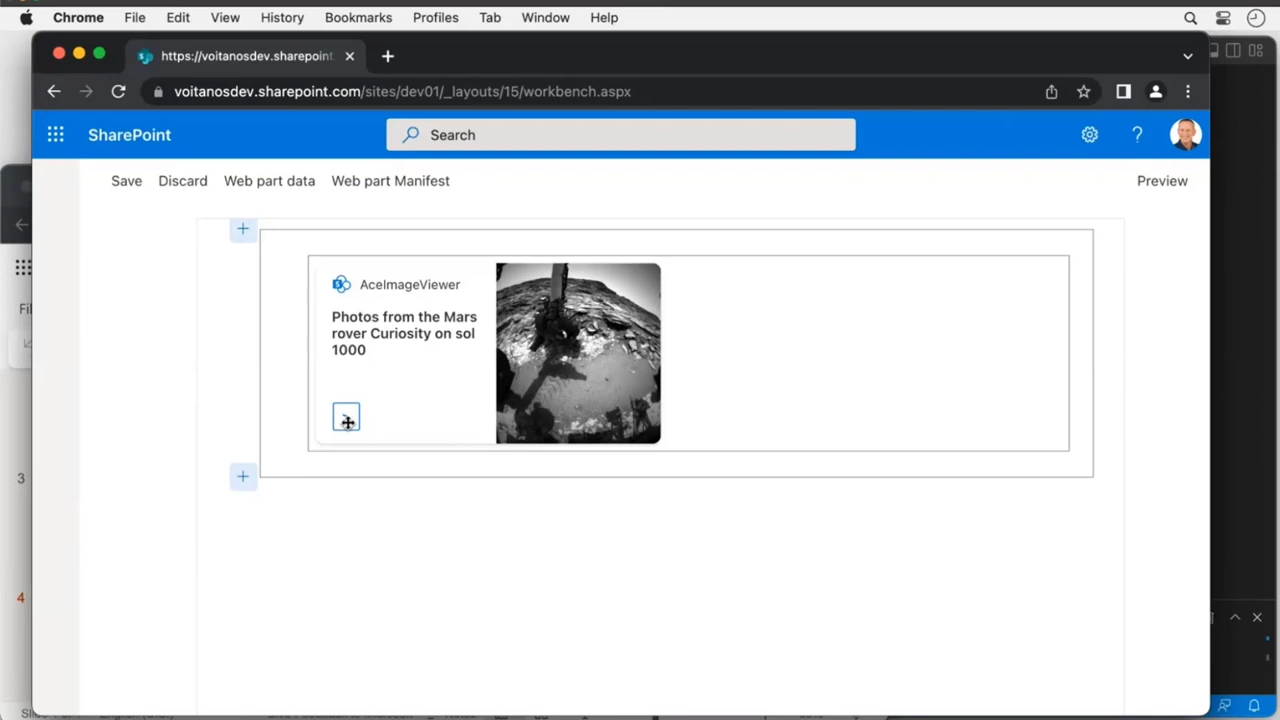 Chrome File Edit View History Bookmarks Profiles Tab Window Help
https://voitanosdev.sharepoint.
voitanosdev.sharepoint.com/sites/dev01/_layouts/15/workbench.aspx
SharePoint
Search
Save Discard Web part data Web part Manifest
Preview
AceImageViewer
Photos from the Mars
rover Curiosity on sol
1000
3
4